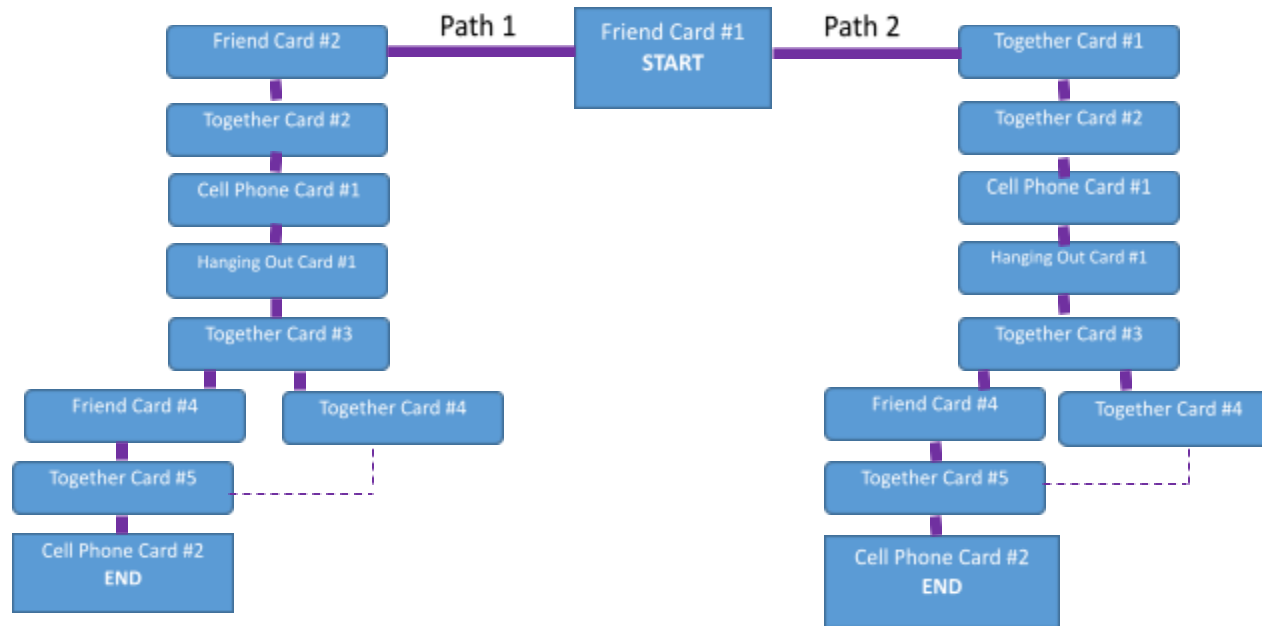 Path 1
Path 2
Friend Card #1
START
Friend Card #2
Together Card #2
Cell Phone Card #1
Hanging Out Card #1
Together Card #3
Friend Card #4
Together Card #4
Together Card #5
Cell Phone Card #2
END
Together Card #1
Together Card #2
Cell Phone Card #1
Hanging Out Card #1
Together Card #3
Friend Card #4
Together Card #4
Together Card #5
Cell Phone Card #2
END